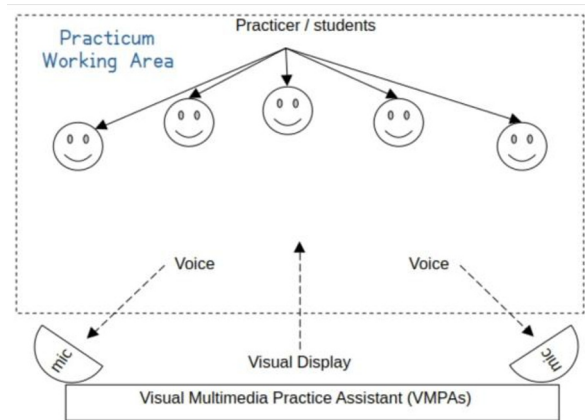 Practicer / students
Practicum
Working Area
Voice
Voice
mic
Visual Display
mic
Visual Multimedia Practice Assistant (VMPAs)